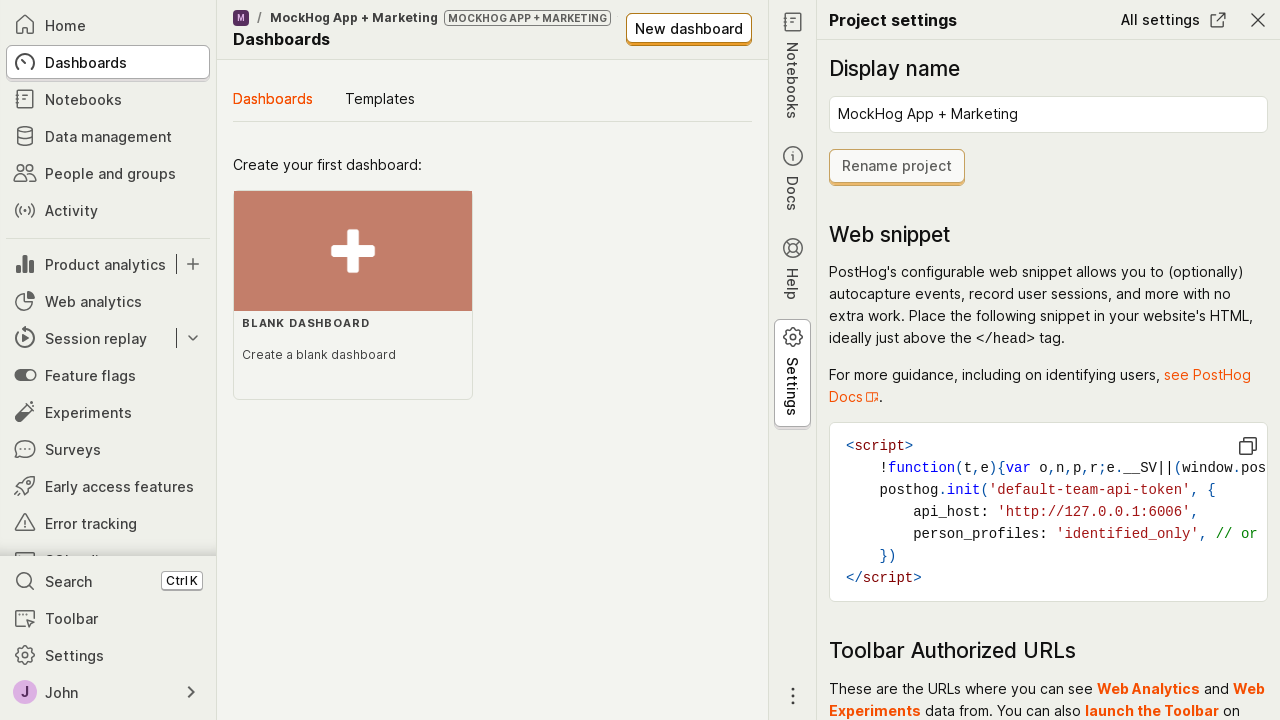 Home
Dashboards
Notebooks
Data management
People and groups
Activity
Product analytics
Web analytics
Session replay
Feature flags
Experiments
Surveys
Early access features
Error tracking
Search Ctrl K
Toolbar
Settings
J John
M / MockHog App + Marketing MOCKHOG APP + MARKETING
Dashboards
New dashboard
Dashboards Templates
Create your first dashboard:
BLANK DASHBOARD
Create a blank dashboard
Notebooks
Docs
Help
Settings
Project settings All settings
Display name
MockHog App + Marketing
Rename project
Web snippet
PostHog's configurable web snippet allows you to (optionally)
autocapture events, record user sessions, and more with no
extra work. Place the following snippet in your website's HTML,
ideally just above the </head> tag.
For more guidance, including on identifying users, see PostHog
Docs.
<script>
!function(t,e){var o,n,p,r;e.__SV||(window.pos
posthog.init('default-team-api-token', {
api_host: 'http://127.0.0.1:6006',
person_profiles: 'identified_only', // or
})
</script>
Toolbar Authorized URLs
These are the URLs where you can see Web Analytics and Web
Experiments data from. You can also launch the Toolbar on